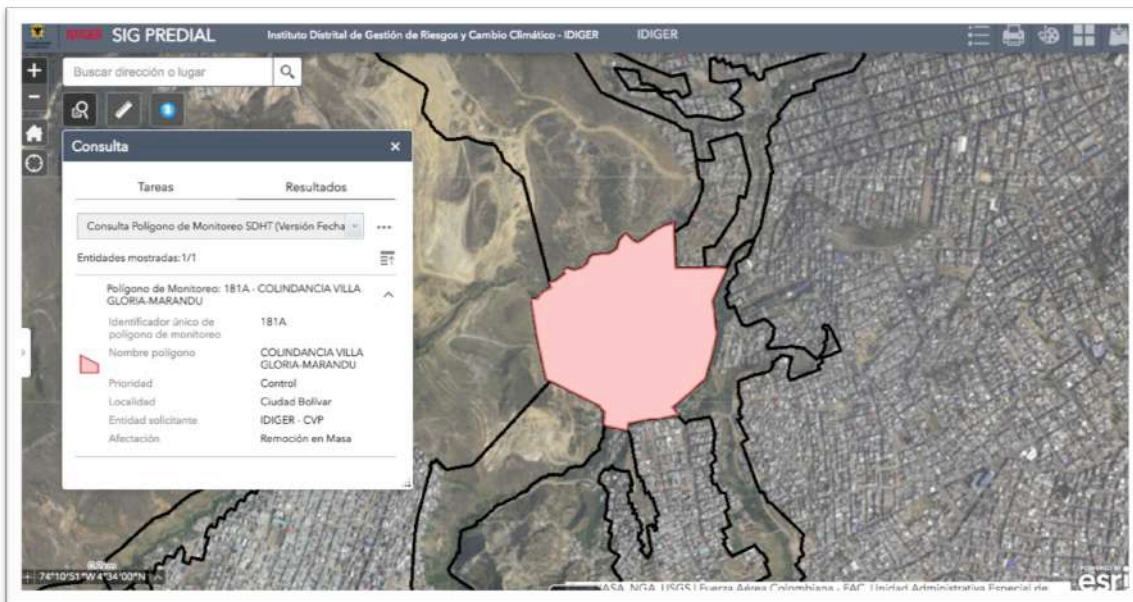 IDIGER SIG PREDIAL Instituto Distrital de Gestión de Riesgos y Cambio Climático - IDIGER IDIGER
Buscar dirección o lugar
Consulta
Tareas Resultados
Consulta Polígono de Monitoreo SDHT (Versión Fecha
Entidades mostradas:1/1
Polígono de Monitoreo: 181A - COLINDANCIA VILLA
GLORIA-MARANDU
Identificador único de 181A
polígono de monitoreo
Nombre polígono COLINDANCIA VILLA
GLORIA-MARANDU
Prioridad Control
Localidad Ciudad Bolívar
Entidad solicitante IDIGER - CVP
Afectación Remoción en Masa
74°10'51"W 4°34'00"N
NASA, NGA, USGS | Fuerza Aérea Colombiana - FAC, Unidad Administrativa Especial de
esri